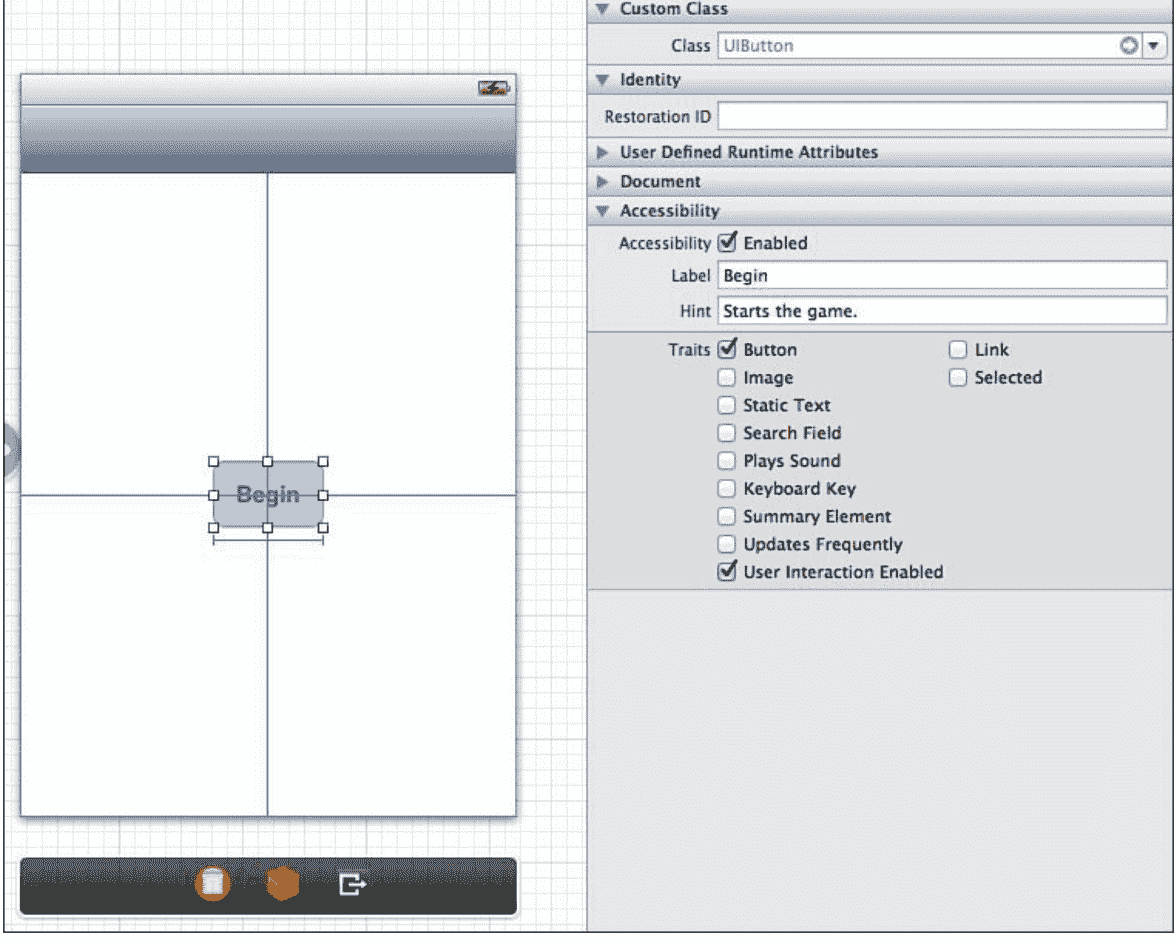 Begin
Custom Class
Class UIButton
Identity
Restoration ID
User Defined Runtime Attributes
Document
Accessibility
Accessibility Enabled
Label Begin
Hint Starts the game.
Traits Button Link
Image Selected
Static Text
Search Field
Plays Sound
Keyboard Key
Summary Element
Updates Frequently
User Interaction Enabled